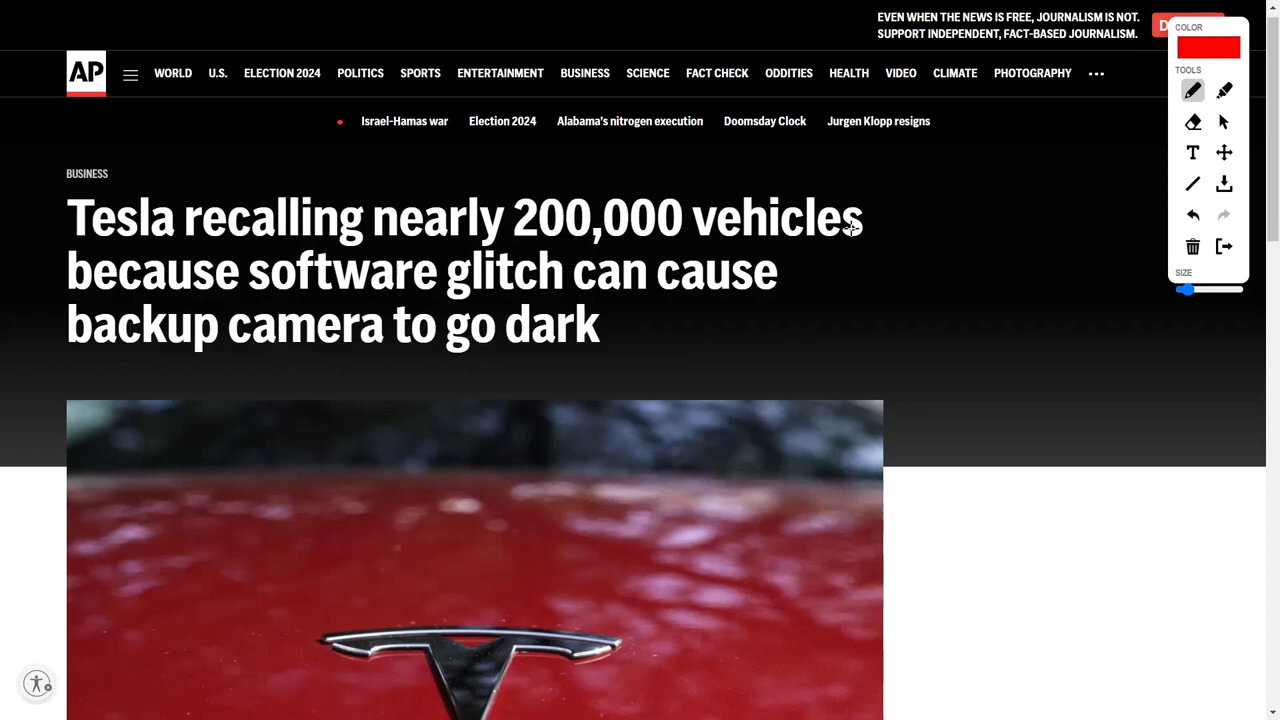 EVEN WHEN THE NEWS IS FREE, JOURNALISM IS NOT.
SUPPORT INDEPENDENT, FACT-BASED JOURNALISM.
COLOR
AP
WORLD U.S. ELECTION 2024 POLITICS SPORTS ENTERTAINMENT BUSINESS SCIENCE FACT CHECK ODDITIES HEALTH VIDEO CLIMATE PHOTOGRAPHY
TOOLS
Israel-Hamas war Election 2024 Alabama's nitrogen execution Doomsday Clock Jurgen Klopp resigns
T
BUSINESS
Tesla recalling nearly 200,000 vehicles
because software glitch can cause
backup camera to go dark
SIZE